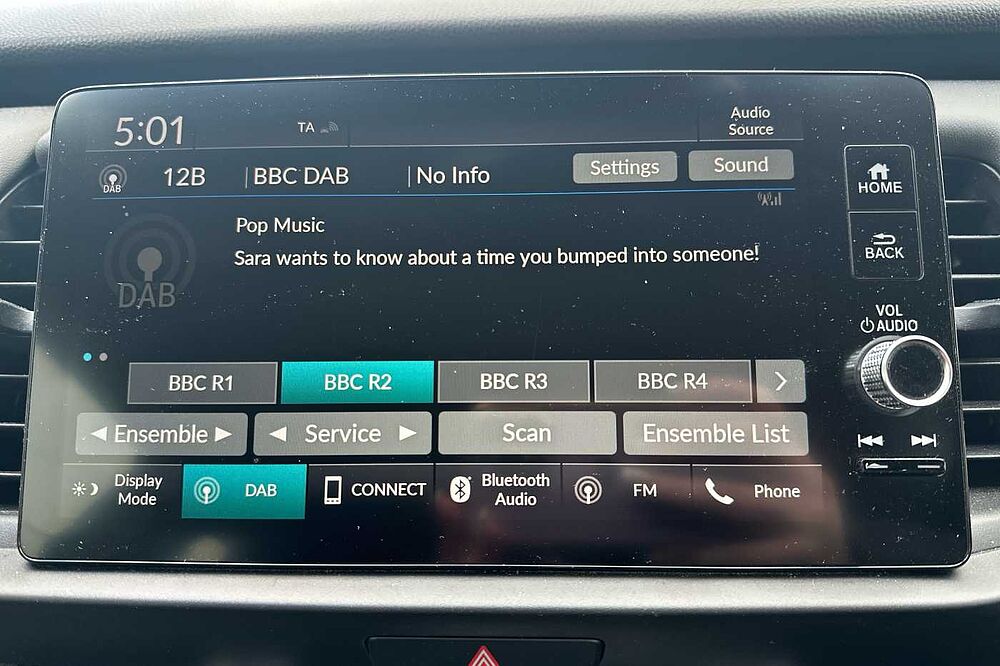 5:01
TA
Audio
Source
DAB
12B
BBC DAB
No Info
Settings
Sound
HOME
Pop Music
Sara wants to know about a time you bumped into someone!
DAB
BACK
VOL
AUDIO
BBC R1
BBC R2
BBC R3
BBC R4
Ensemble
Service
Scan
Ensemble List
Display
Mode
DAB
CONNECT
Bluetooth
Audio
FM
Phone